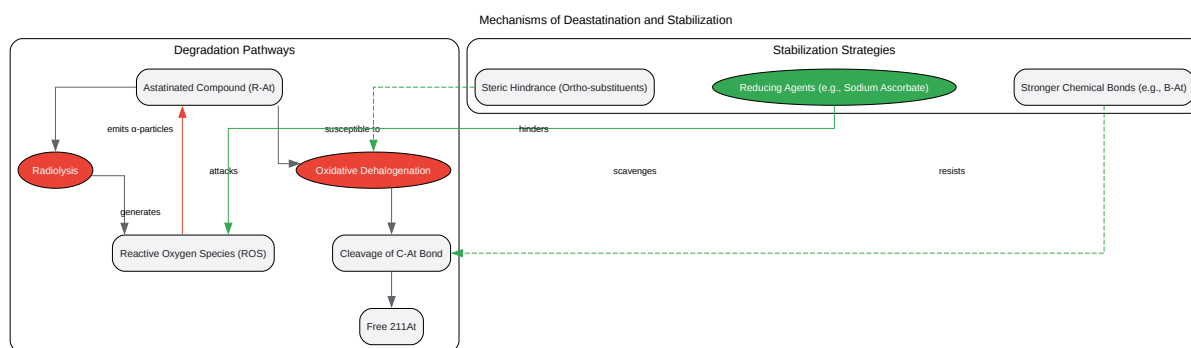 Mechanisms of Deastatination and Stabilization
Degradation Pathways
Stabilization Strategies
Astatinated Compound (R-At)
Steric Hindrance (Ortho-substituents)
Reducing Agents (e.g., Sodium Ascorbate)
Stronger Chemical Bonds (e.g., B-At)
emits α-particles
susceptible to
hinders
Radiolysis
attacks
Oxidative Dehalogenation
scavenges
resists
generates
Reactive Oxygen Species (ROS)
Cleavage of C-At Bond
Free 211At